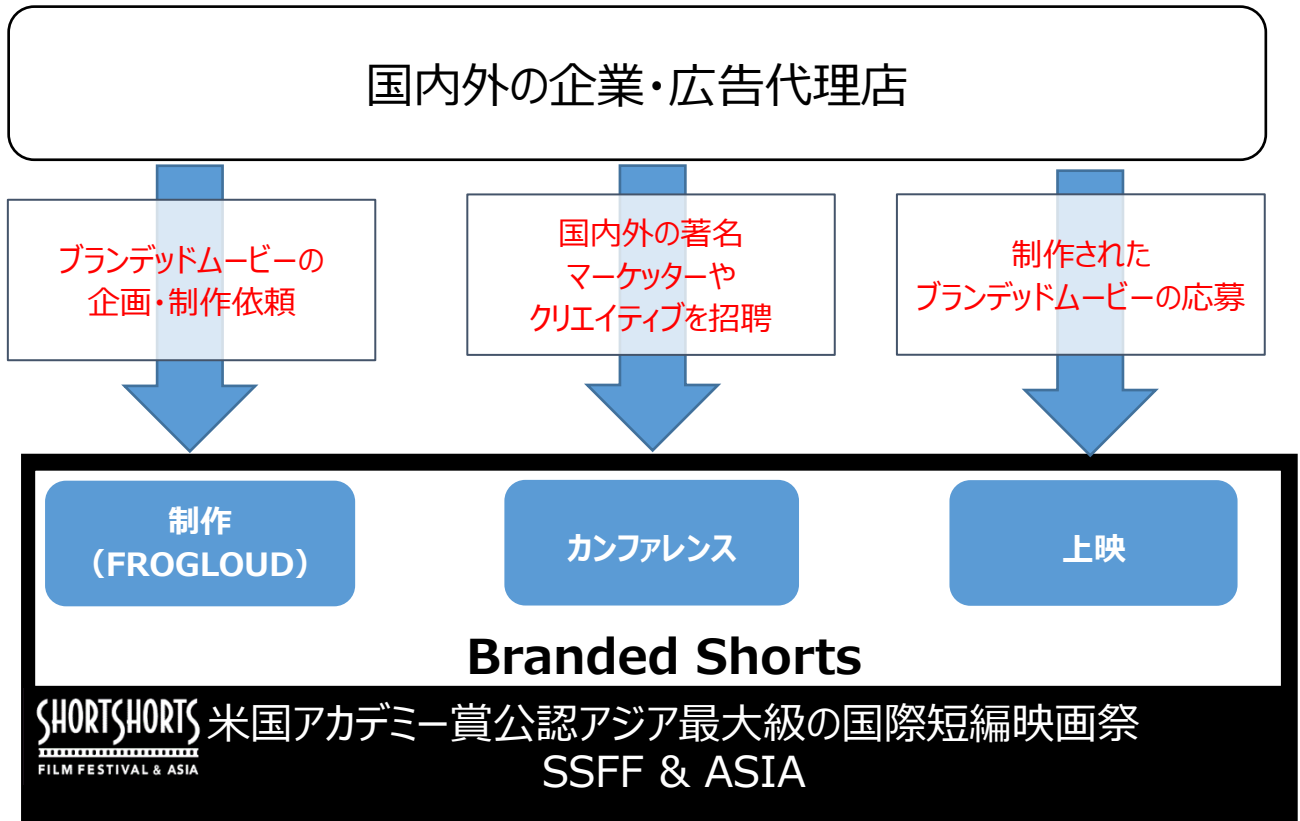 国内外の企業・広告代理店
ブランデッドムービーの
企画・制作依頼
国内外の著名
マーケッターや
クリエイティブを招聘
制作された
ブランデッドムービーの応募
制作
（FROGLOUD）
カンファレンス
上映
Branded Shorts
SHORTSHORTS
FILM FESTIVAL & ASIA
米国アカデミー賞公認アジア最大級の国際短編映画祭
SSFF & ASIA